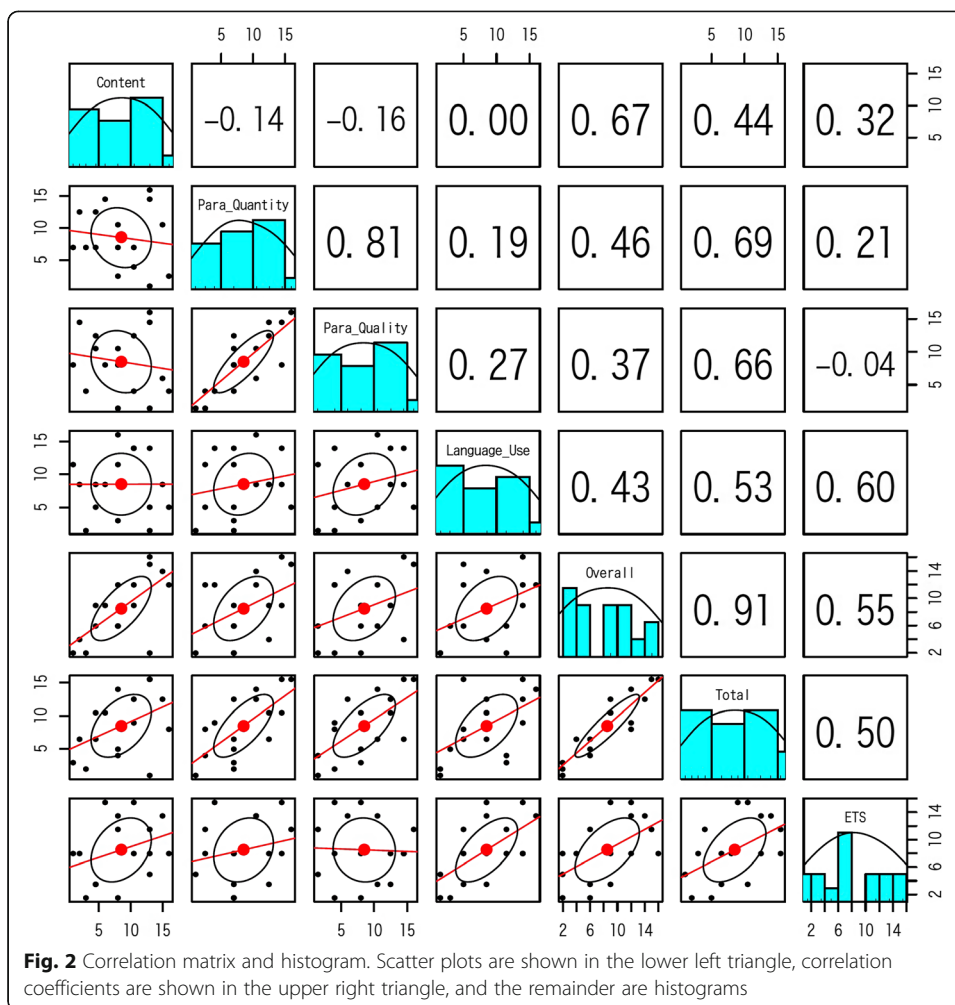 5 10 15 5 10 15
Content
-0. 14 -0. 16 0. 00 0. 67 0. 44 0. 32
5 10 15
5 10 15
Para_Quantity
0. 81 0. 19 0. 46 0. 69 0. 21
Para_Quality
0. 27 0. 37 0. 66 -0. 04
5 10 15
5 10 15
Language_Use
0. 43 0. 53 0. 60
Overall
0. 91 0. 55
2 6 10 14
5 10 15
Total
0. 50
ETS
2 6 10 14
5 10 15 5 10 15 2 6 10 14 2 6 10 14
Fig. 2 Correlation matrix and histogram. Scatter plots are shown in the lower left triangle, correlation
coefficients are shown in the upper right triangle, and the remainder are histograms